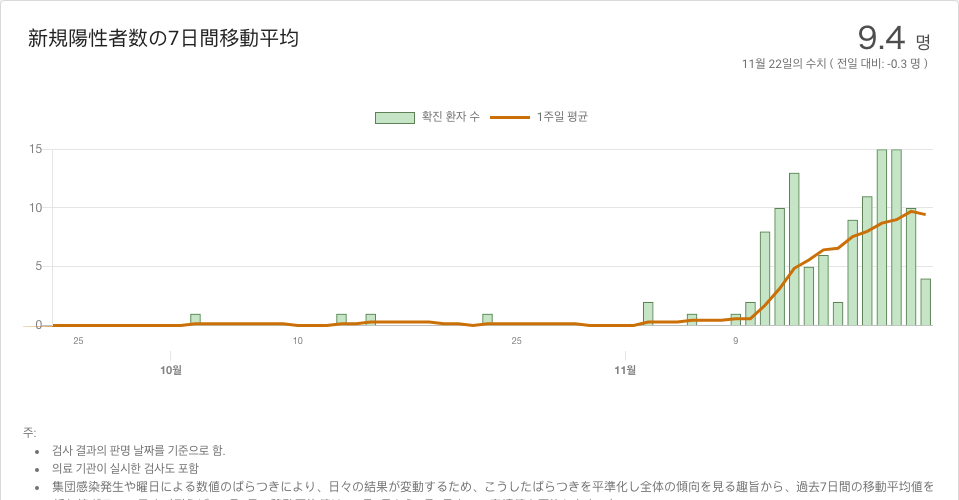 新規陽性者数の7日間移動平均
9.4 명
11월 22일의 수치 ( 전일 대비: -0.3 명 )
확진 환자 수 1주일 평균
15
10
5
0
25 10 25 9
10월 11월
주:
검사 결과의 판명 날짜를 기준으로 함.
의료 기관이 실시한 검사도 포함
集団感染発生や曜日による数値のばらつきにより、日々の結果が変動するため、こうしたばらつきを平準化し全体の傾向を見る趣旨から、過去7日間の移動平均値を